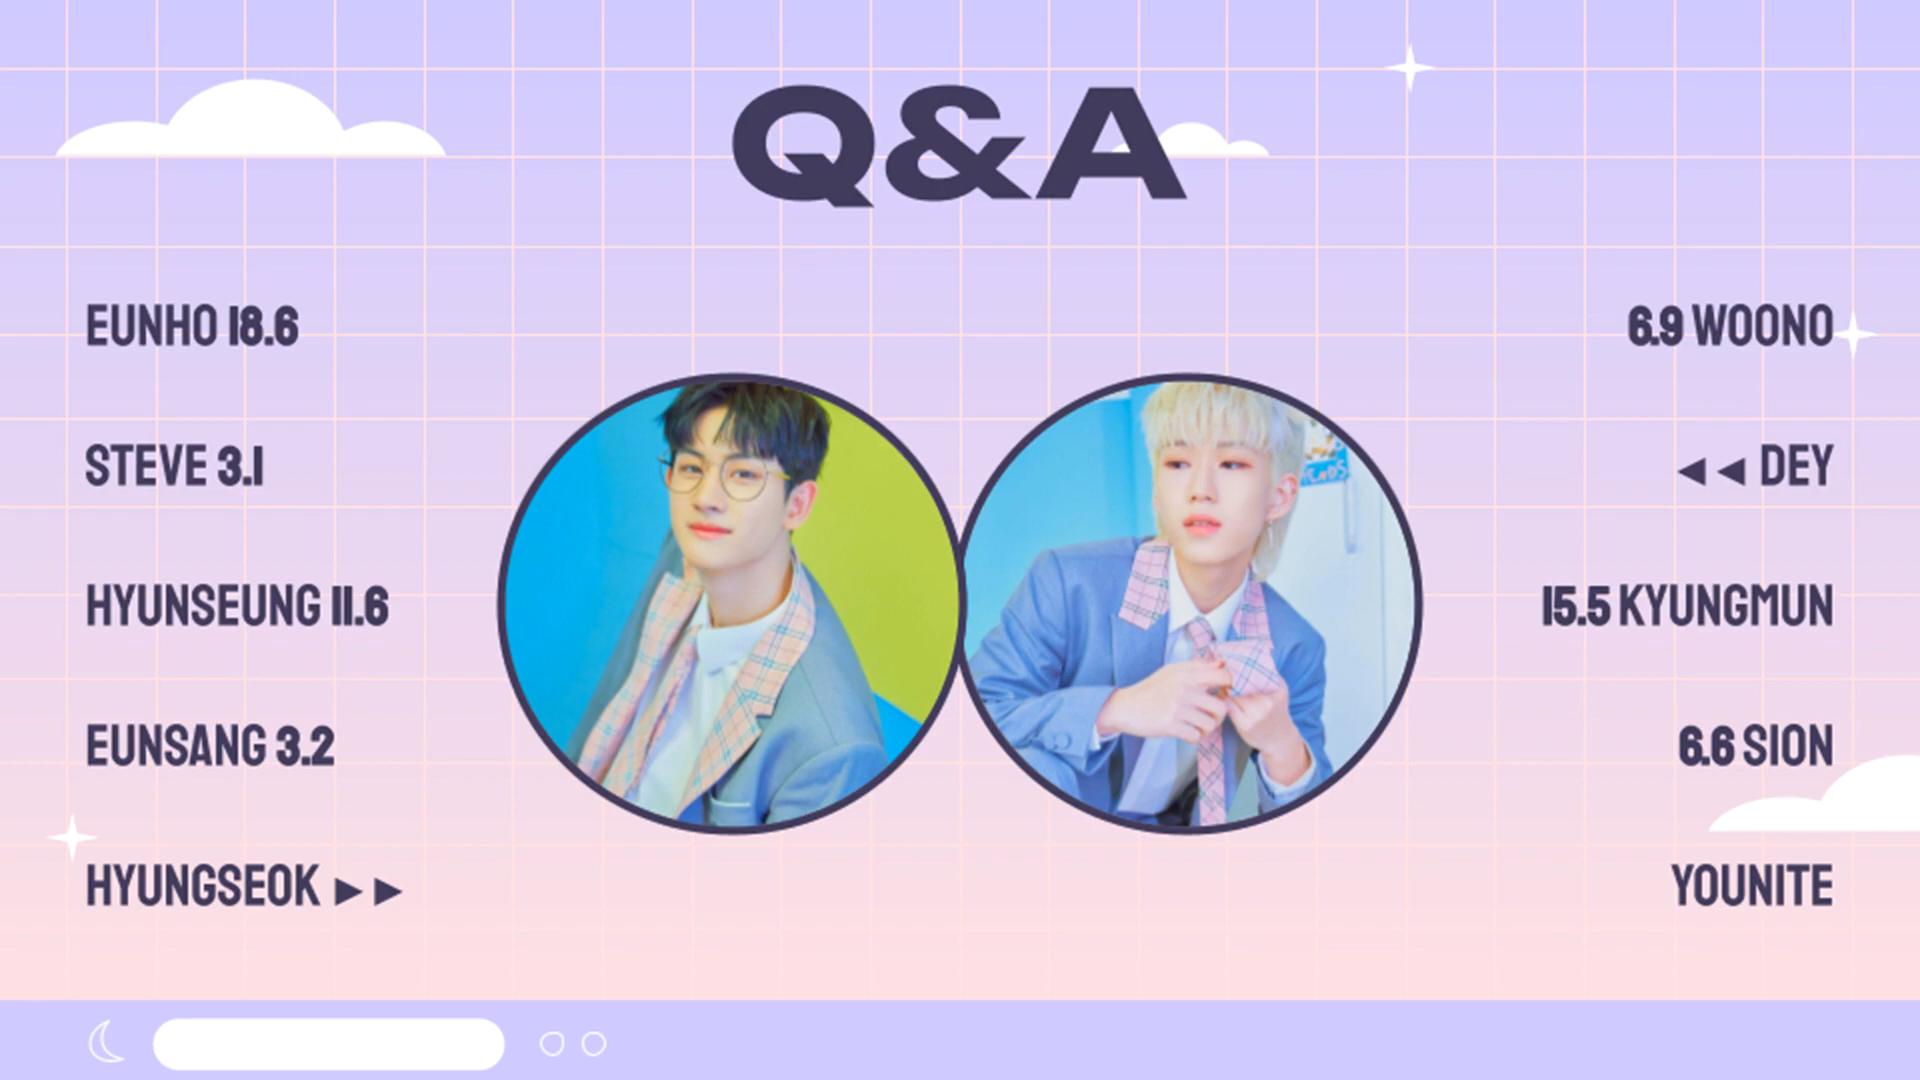 Q&A
EUNHO 18.6
STEVE 3.1
HYUNSEUNG 11.6
EUNSANG 3.2
HYUNGSEOK ►►
6.9 WOONO
◄◄ DEY
15.5 KYUNGMUN
6.6 SION
YOUNITE